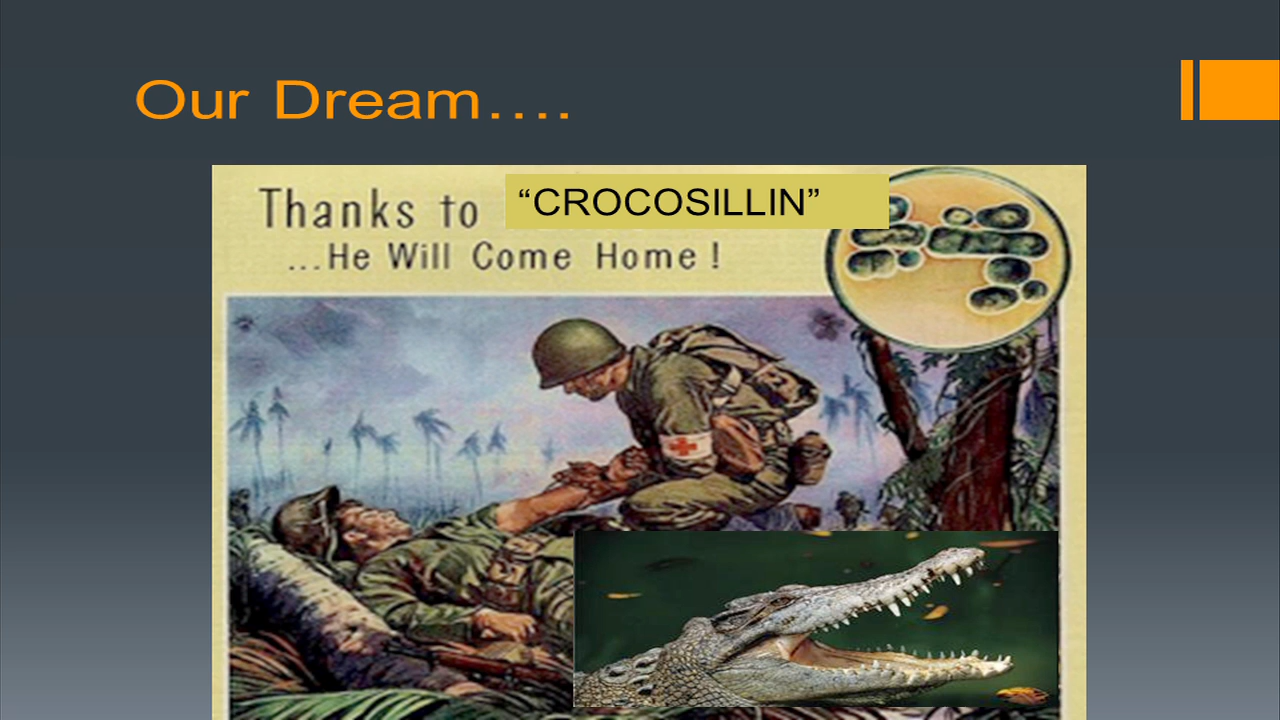 Our Dream....
Thanks to “CROCOSILLIN”
...He Will Come Home !